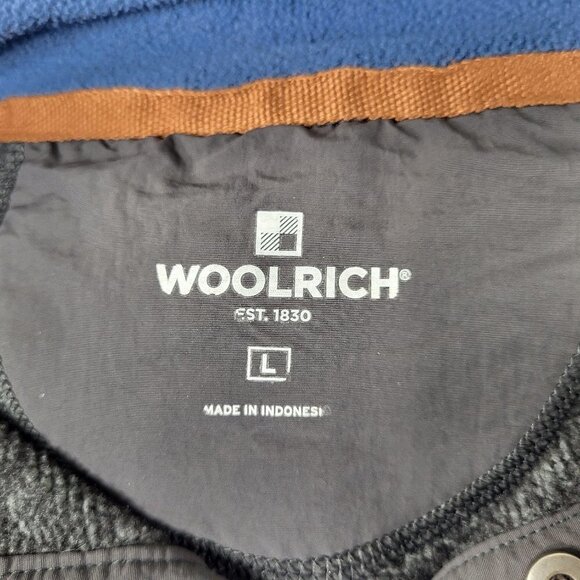 WOOLRICH®
EST. 1830
L
MADE IN INDONESIA